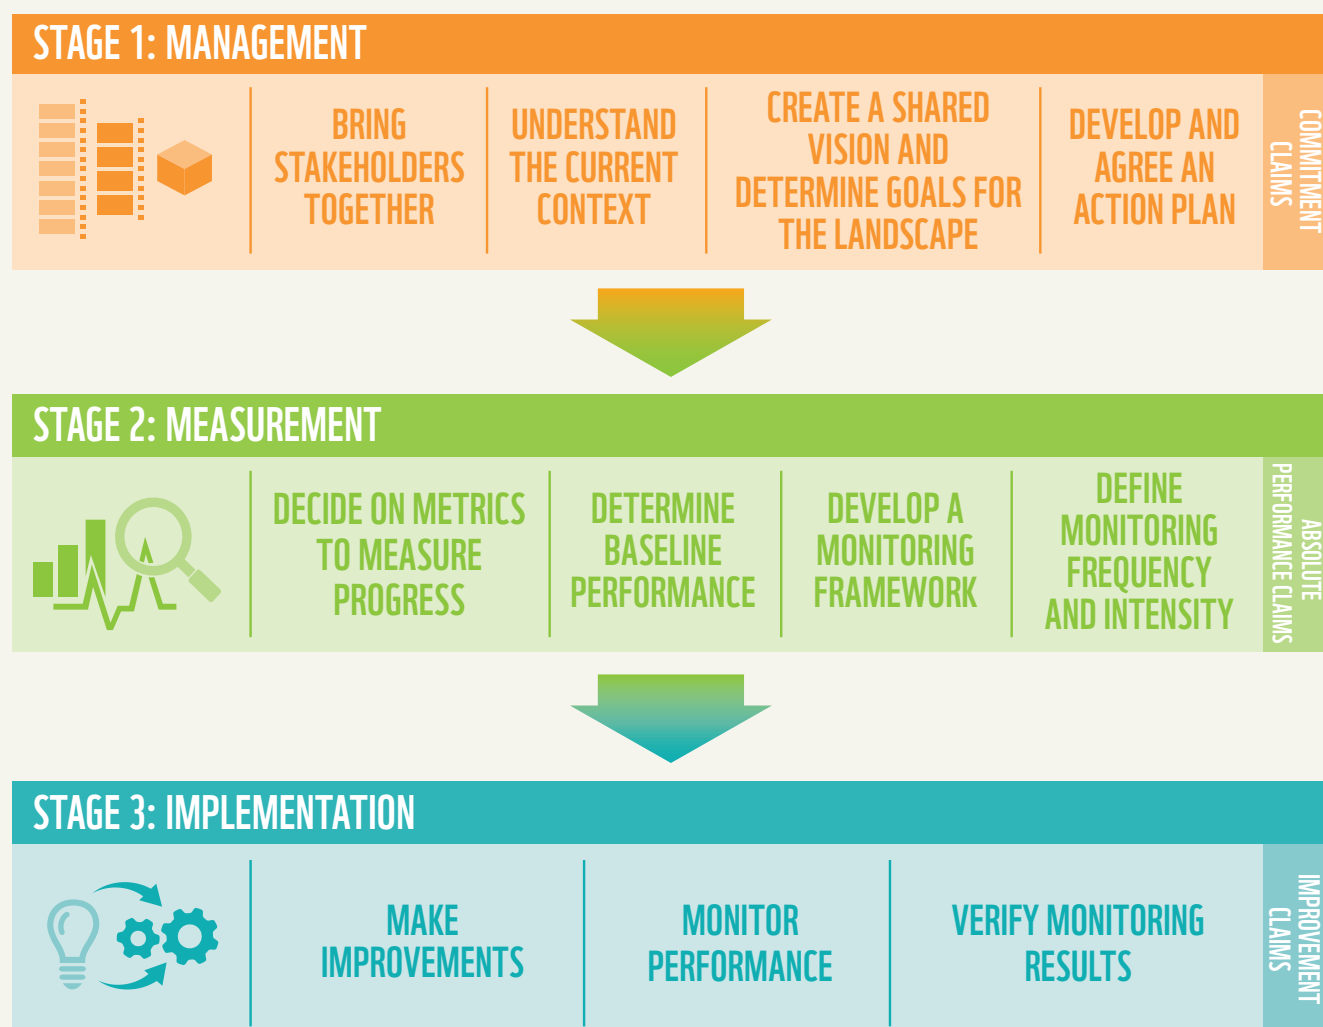 STAGE 1: MANAGEMENT
BRING
STAKEHOLDERS
TOGETHER
UNDERSTAND
THE CURRENT
CONTEXT
CREATE A SHARED
VISION AND
DETERMINE GOALS FOR
THE LANDSCAPE
DEVELOP AND
AGREE AN
ACTION PLAN
COMMITMENT
CLAIMS
STAGE 2: MEASUREMENT
DECIDE ON METRICS
TO MEASURE
PROGRESS
DETERMINE
BASELINE
PERFORMANCE
DEVELOP A
MONITORING
FRAMEWORK
DEFINE
MONITORING
FREQUENCY
AND INTENSITY
ABSOLUTE
PERFORMANCE CLAIMS
STAGE 3: IMPLEMENTATION
MAKE
IMPROVEMENTS
MONITOR
PERFORMANCE
VERIFY MONITORING
RESULTS
IMPROVEMENT
CLAIMS